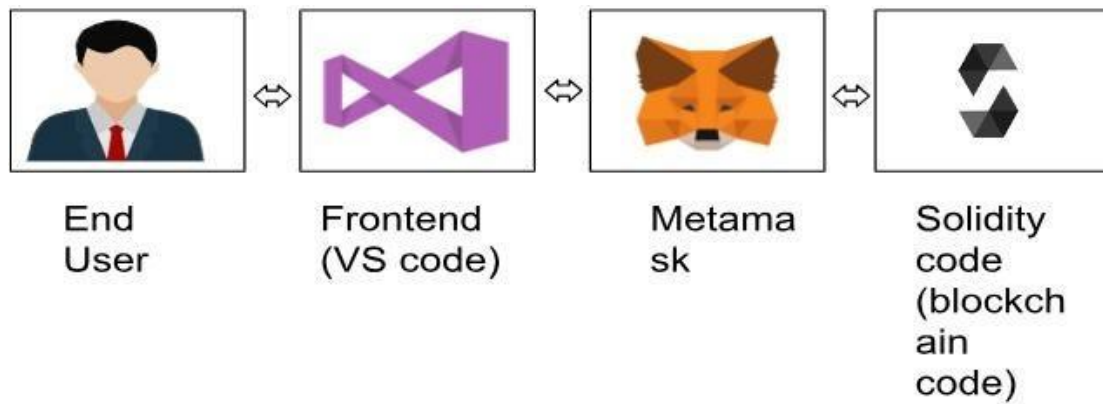 End
User
Frontend
(VS code)
Metama
sk
Solidity
code
(blockch
ain
code)